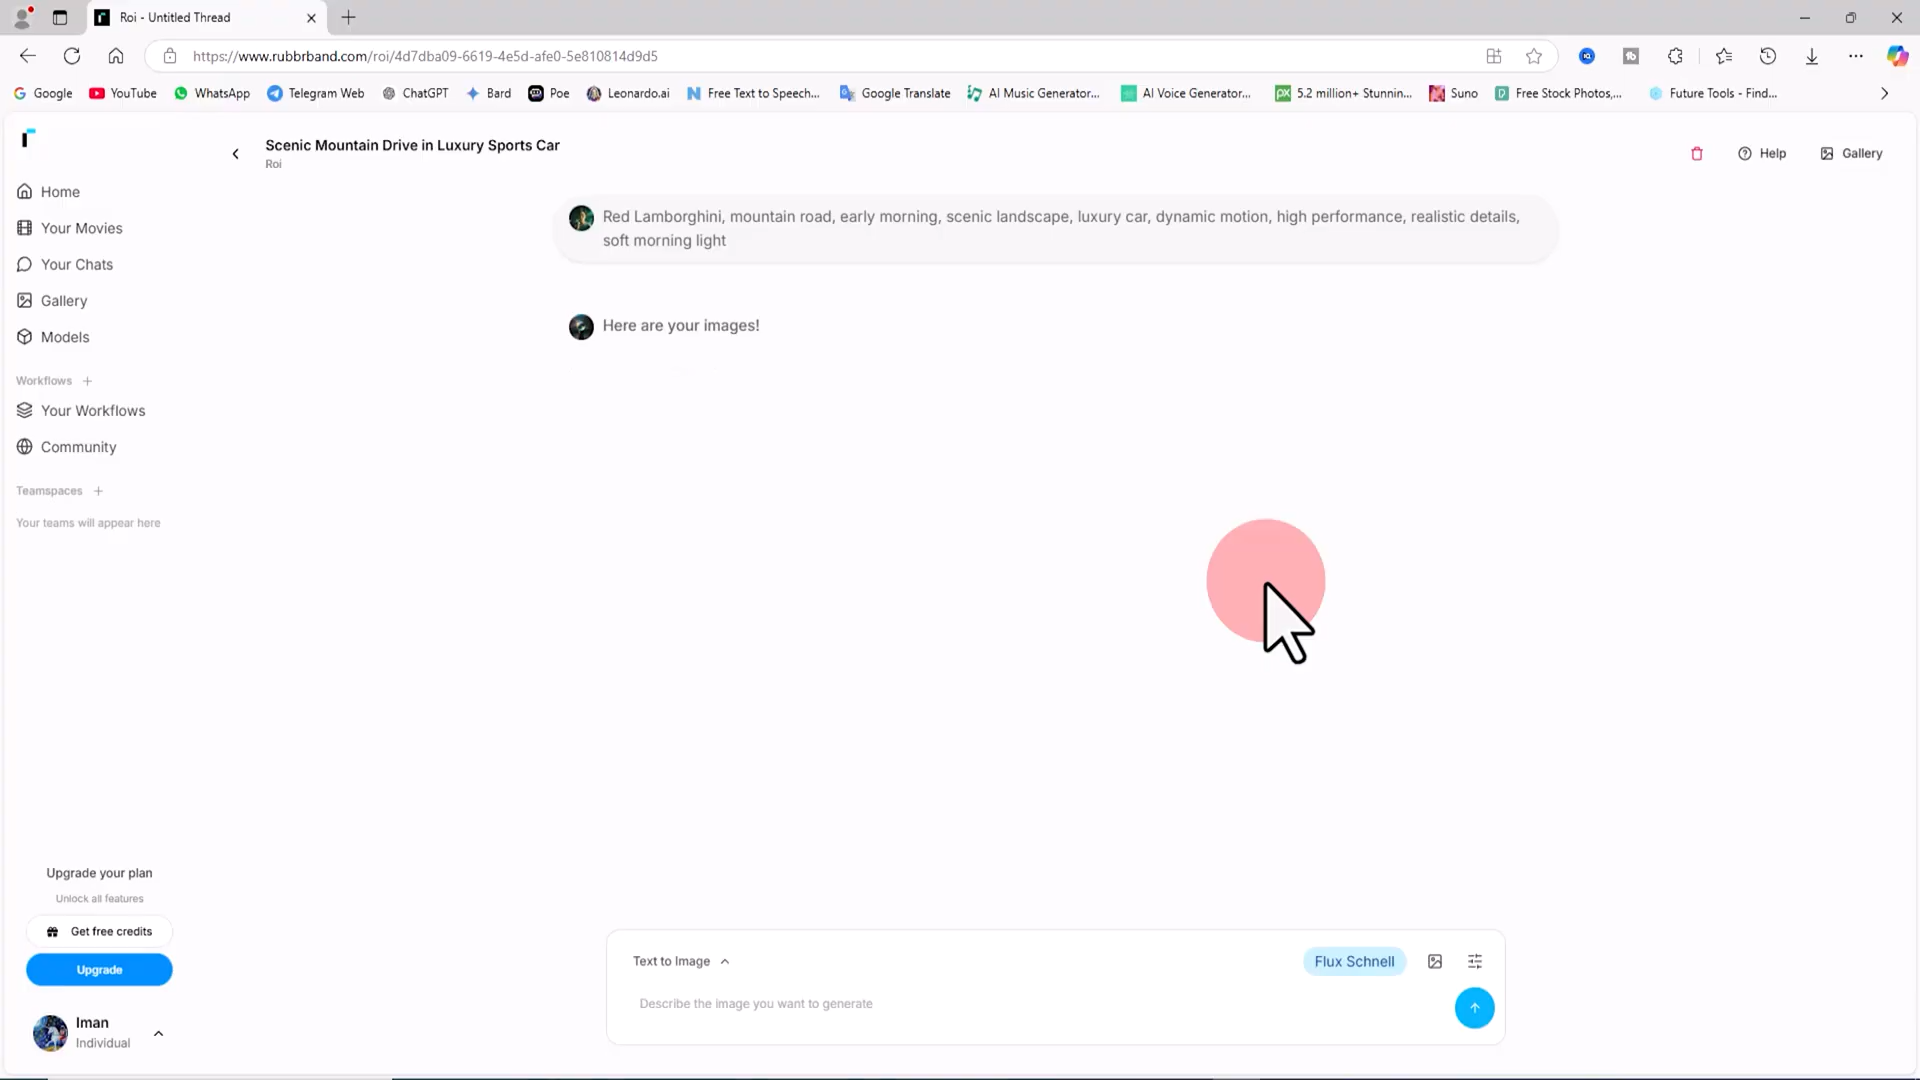 Roi - Untitled Thread
https://www.rubbrband.com/roi/4d7dba09-6619-4e5d-afe0-5e810814d9d5
Google YouTube WhatsApp Telegram Web ChatGPT Bard Poe Leonardo.ai Free Text to Speech... Google Translate AI Music Generator... AI Voice Generator... 5.2 million+ Stunnin... Suno Free Stock Photos,... Future Tools - Find...
Scenic Mountain Drive in Luxury Sports Car
Roi
Help
Gallery
Home
Your Movies
Your Chats
Gallery
Models
Workflows
Your Workflows
Community
Teamspaces
Your teams will appear here
Red Lamborghini, mountain road, early morning, scenic landscape, luxury car, dynamic motion, high performance, realistic details,
soft morning light
Here are your images!
Upgrade your plan
Unlock all features
Get free credits
Upgrade
Iman
Individual
Text to Image
Flux Schnell
Describe the image you want to generate